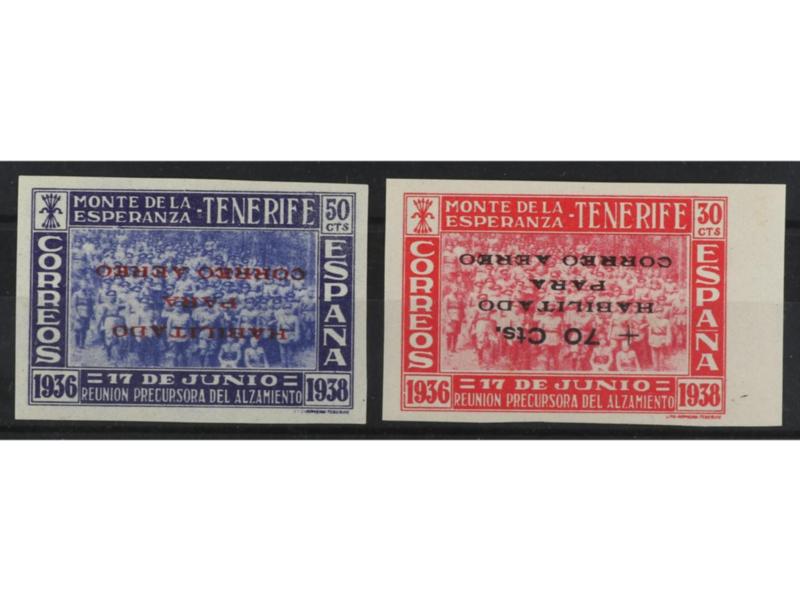 MONTE DE LA
ESPERANZA - TENERIFE
50
CTS
CORREOS
ESPAÑA
HABILITADO
PARA
CORREO AEREO
1936
= 17 DE JUNIO =
1938
REUNION PRECURSORA DEL ALZAMIENTO
MONTE DE LA
ESPERANZA - TENERIFE
30
CTS
CORREOS
ESPAÑA
+ 70 Cts.
HABILITADO
PARA
CORREO AEREO
1936
= 17 DE JUNIO =
1938
REUNION PRECURSORA DEL ALZAMIENTO